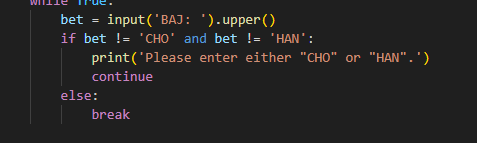 while True:
    bet = input('BAJ: ').upper()
    if bet != 'CHO' and bet != 'HAN':
        print('Please enter either "CHO" or "HAN".')
        continue
    else:
        break